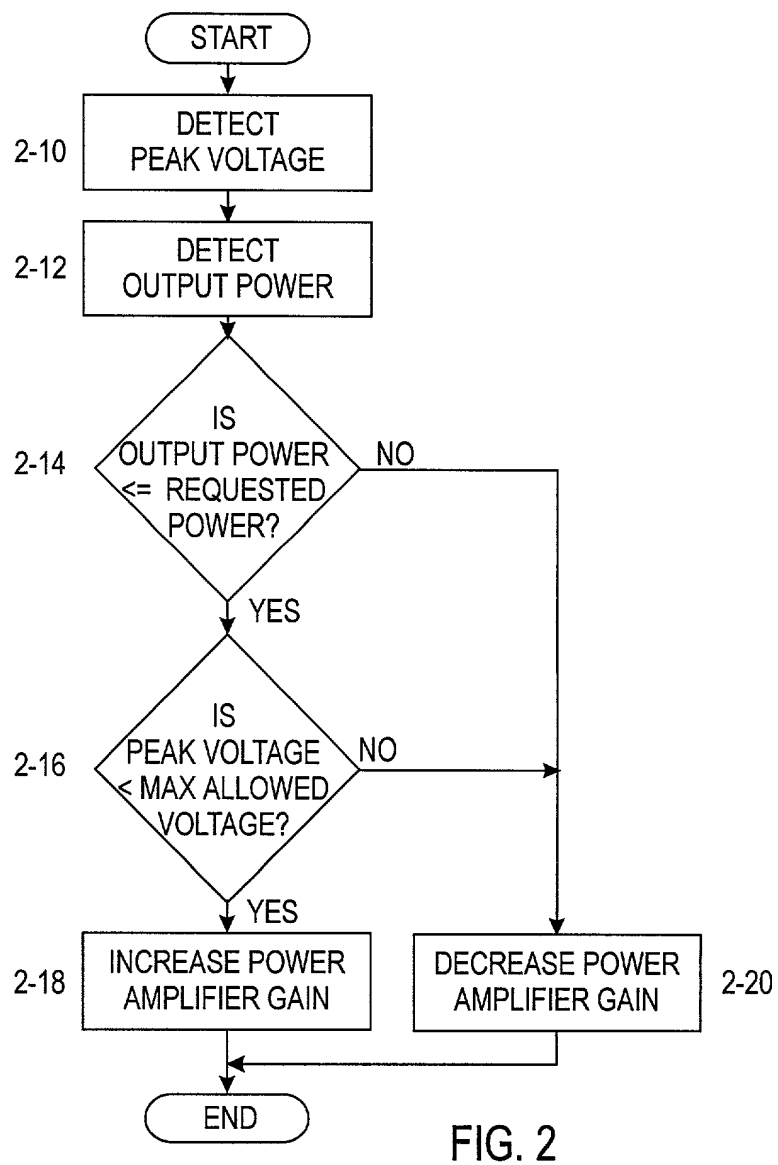 START
DETECT
PEAK VOLTAGE
2-10
DETECT
OUTPUT POWER
2-12
IS
OUTPUT POWER
<= REQUESTED
POWER?
2-14
NO
YES
IS
PEAK VOLTAGE
< MAX ALLOWED
VOLTAGE?
2-16
NO
YES
INCREASE POWER
AMPLIFIER GAIN
2-18
DECREASE POWER
AMPLIFIER GAIN
2-20
END
FIG. 2